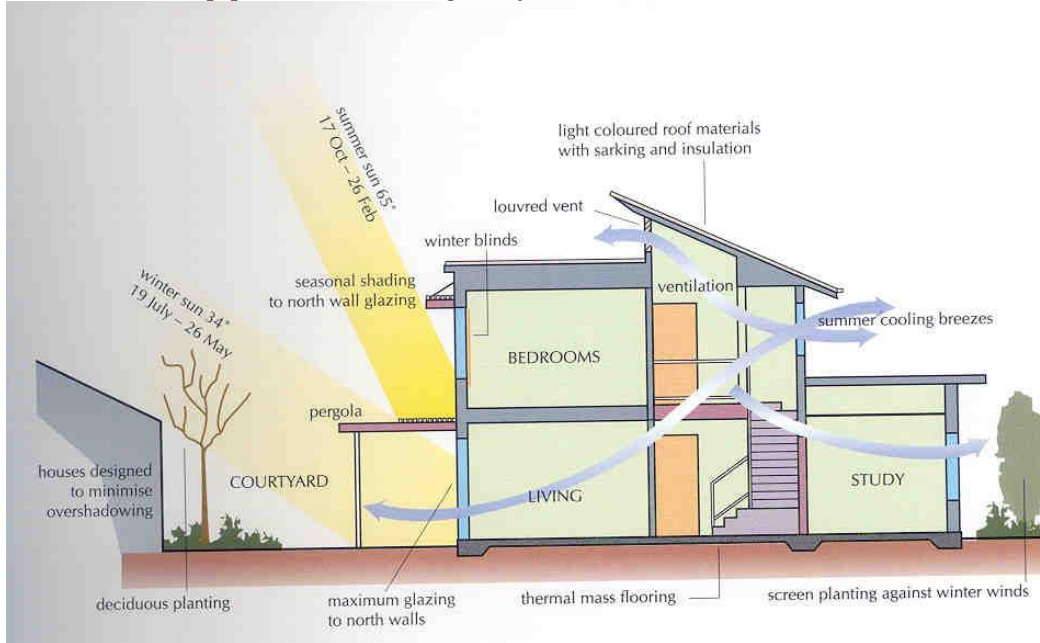 summer sun 65°
17 Oct – 26 Feb
winter sun 34°
19 July – 26 May
light coloured roof materials
with sarking and insulation
louvred vent
winter blinds
seasonal shading
to north wall glazing
ventilation
summer cooling breezes
BEDROOMS
pergola
houses designed
to minimise
overshadowing
COURTYARD
LIVING
STUDY
deciduous planting
maximum glazing
to north walls
thermal mass flooring
screen planting against winter winds